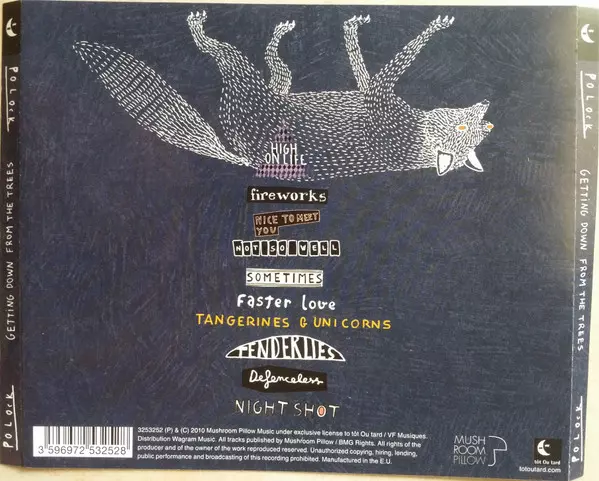 POLOCK
GETTING DOWN FROM THE TREES
POLOCK
HIGH
ON LIFE
fireworks
NICE TO MEET
YOU
NOT SO WELL
SOMETIMES
Faster Love
TANGERINES & UNICORNS
TENDERLIES
Defenceless
NIGHT SHOT
3 596972 532528
3253252 (P) & (C) 2010 Mushroom Pillow Music under exclusive license to tôt Ou tard / VF Musiques.
Distribution Wagram Music. All tracks published by Mushroom Pillow / BMG Rights. All rights of the
producer and of the owner of the work reproduced reserved. Unauthorized copying, hiring, lending,
public performance and broadcasting of this recording prohibited. Manufactured in the E.U.
MUSH
ROOM
PILLOW
tôt Ou tard
totoutard.com
POLOCK
GETTING DOWN FROM THE TREES
POLOCK